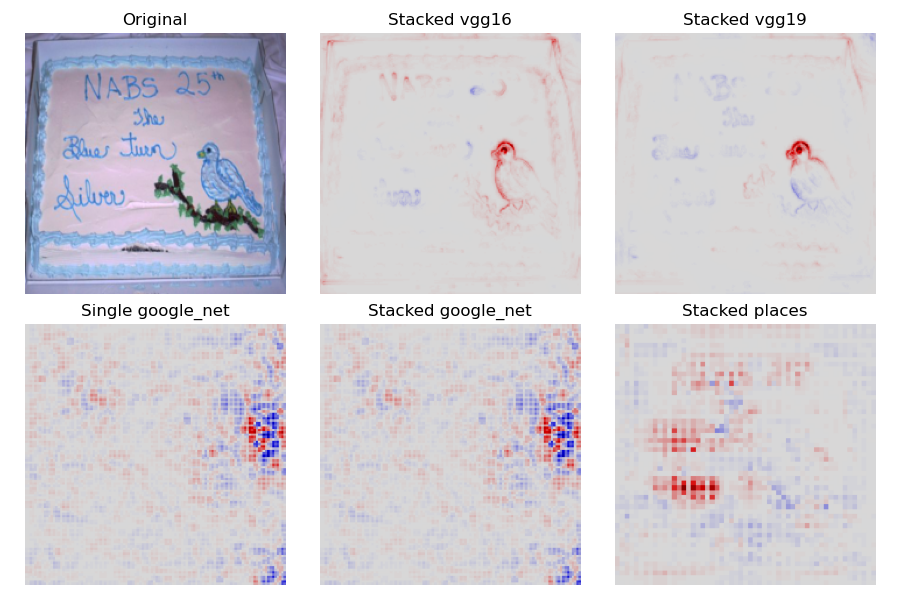 Original
Stacked vgg16
Stacked vgg19
NABS 25th
The
Blue turn
Silver
Single google_net
Stacked google_net
Stacked places